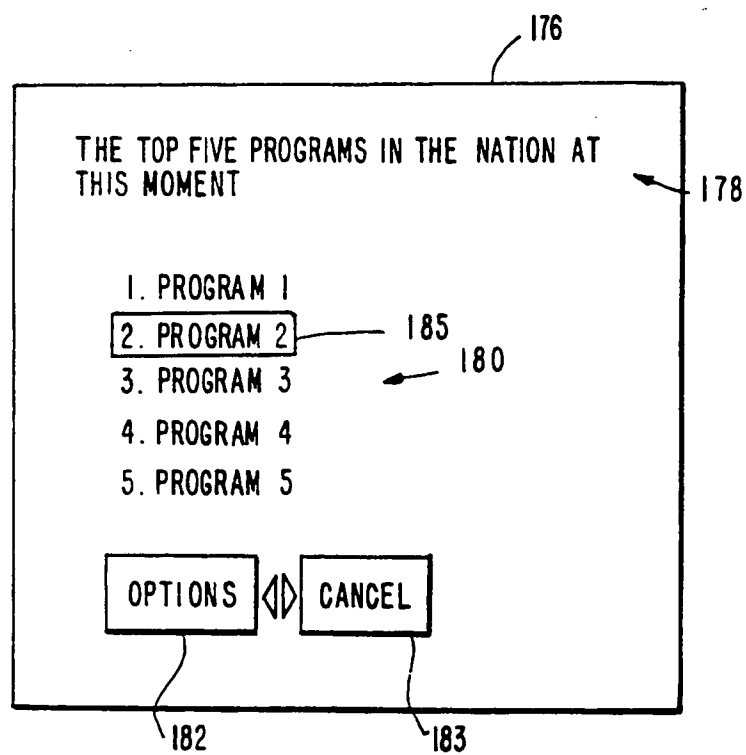 176
THE TOP FIVE PROGRAMS IN THE NATION AT
THIS MOMENT
178
1. PROGRAM 1
2. PROGRAM 2
185
180
3. PROGRAM 3
4. PROGRAM 4
5. PROGRAM 5
OPTIONS CANCEL
182 183